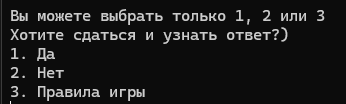 Вы можете выбрать только 1, 2 или 3
Хотите сдаться и узнать ответ?)
1. Да
2. Нет
3. Правила игры